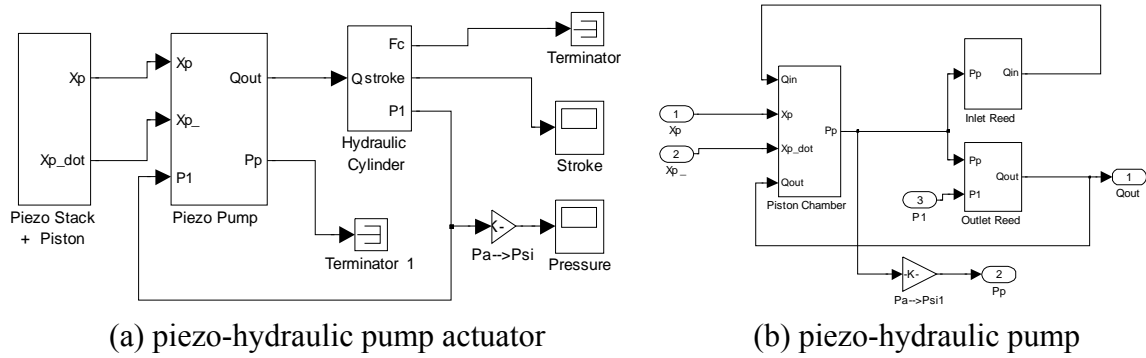 Xp
Xp_dot
Piezo Stack
+ Piston
Xp
Xp_
P1
Qout
Pp
Piezo Pump
Q
Fc
stroke
P1
Hydraulic
Cylinder
Terminator
Stroke
Terminator 1
K-
Pa-->Psi
Pressure
(a) piezo-hydraulic pump actuator
1
Xp
2
Xp_
Qin
Xp
Xp_dot
Qout
Pp
Piston Chamber
Pp
Qin
Inlet Reed
Pp
P1
Qout
Outlet Reed
3
P1
1
Qout
-K-
Pa-->Psi1
2
Pp
(b) piezo-hydraulic pump